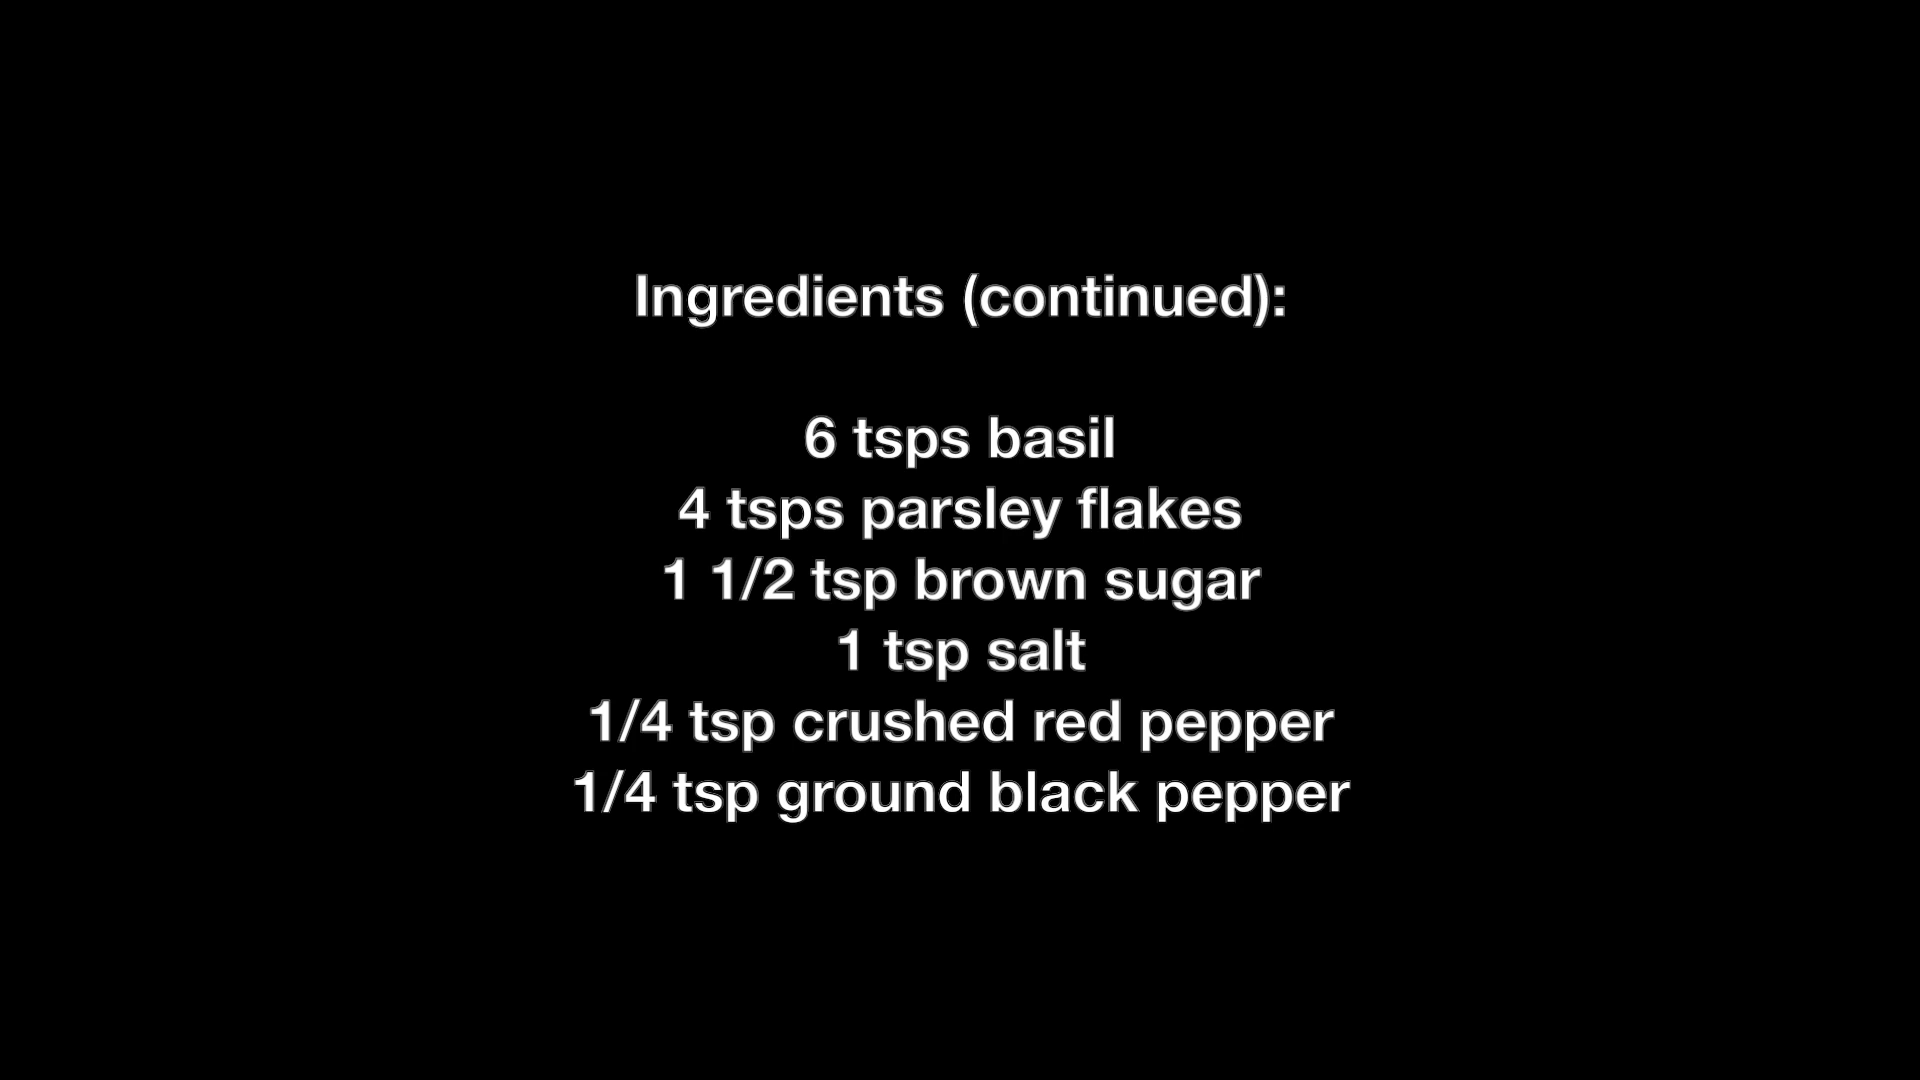 Ingredients (continued):
6 tsps basil
4 tsps parsley flakes
1 1/2 tsp brown sugar
1 tsp salt
1/4 tsp crushed red pepper
1/4 tsp ground black pepper